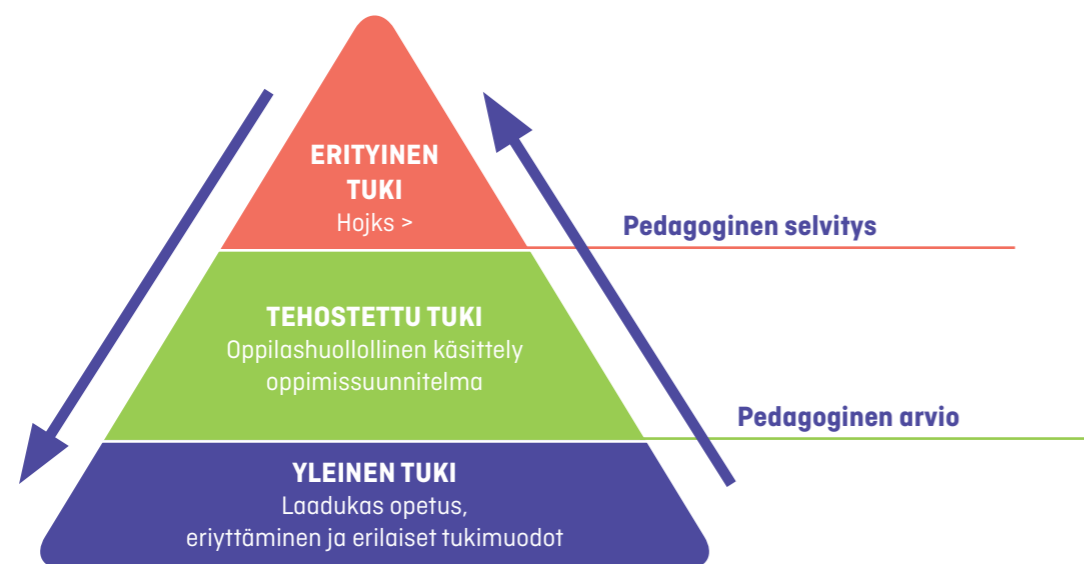 ERITYINEN
TUKI
Hojks >
Pedagoginen selvitys
TEHOSTETTU TUKI
Oppilashuollollinen käsittely
oppimissuunnitelma
Pedagoginen arvio
YLEINEN TUKI
Laadukas opetus,
eriyttäminen ja erilaiset tukimuodot